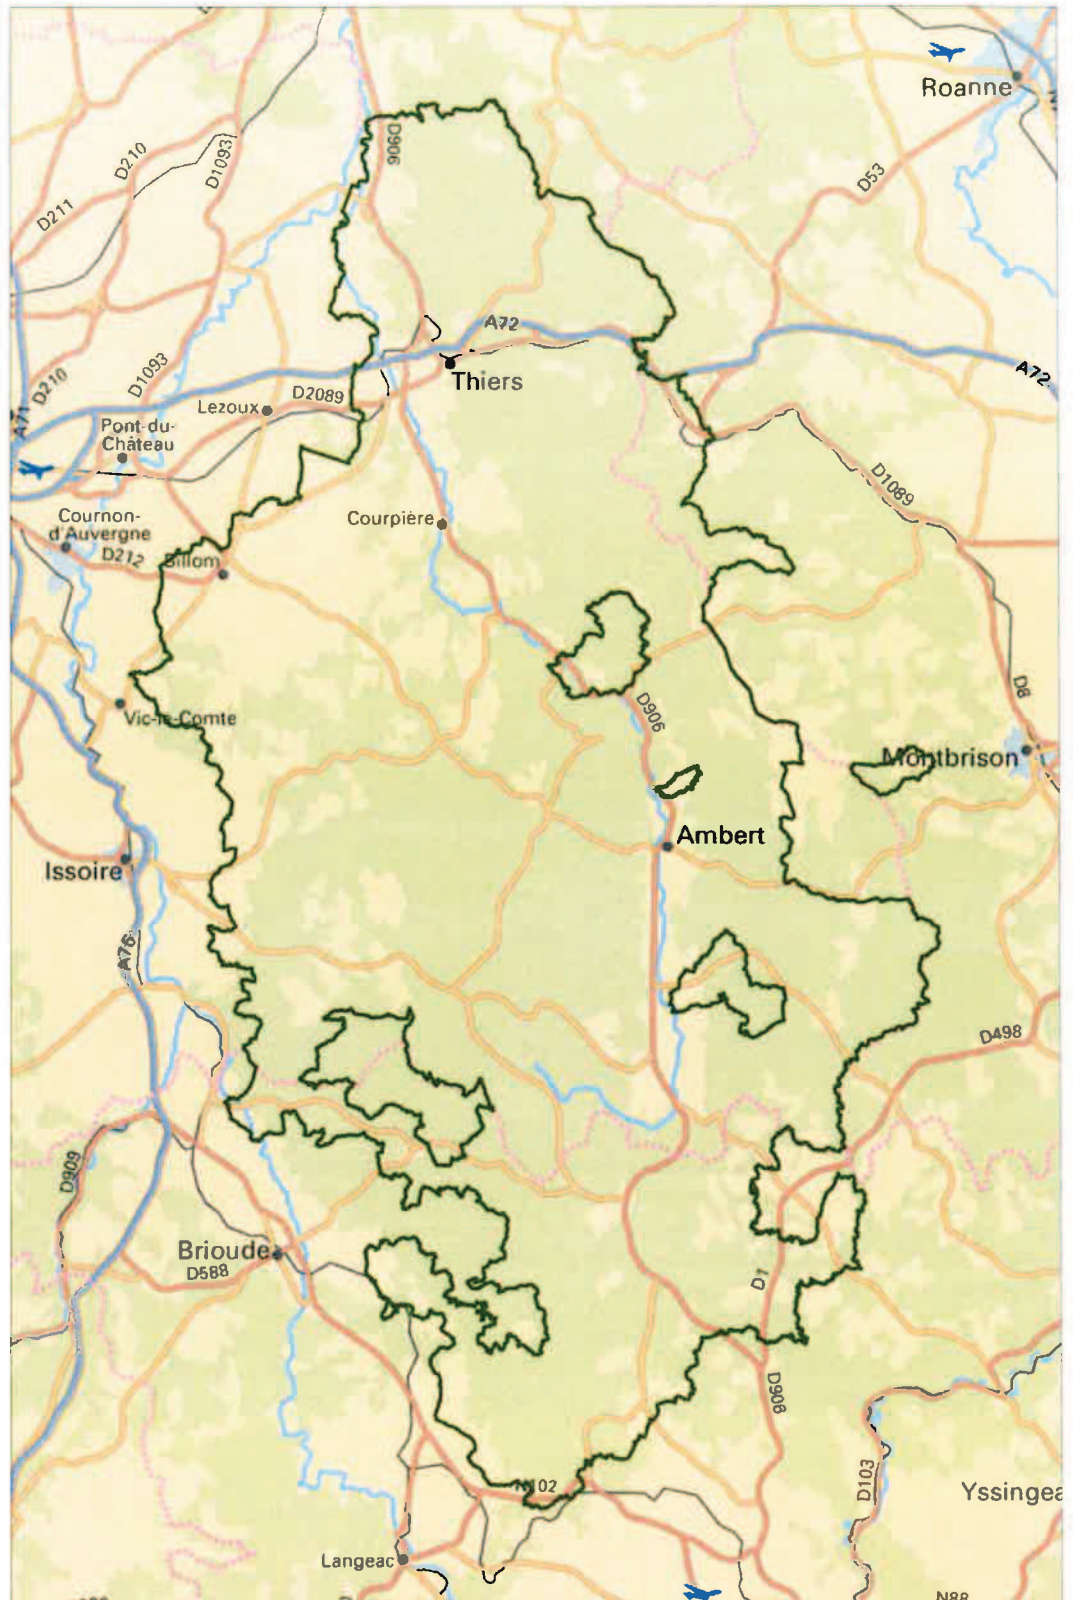 Roanne
D906
D210
D1093
D53
D211
A72
D210
D1093
Thiers
A72
D2089
Lezoux
A71
Pont-du-
Château
D1089
Cournon-
d'Auvergne
Courpière
D212
Billom
D8
D906
Vic-le-Comte
Montbrison
Ambert
Issoire
D498
D909
Brioude
D588
D1
D906
N102
D103
Yssingea
Langeac
N88